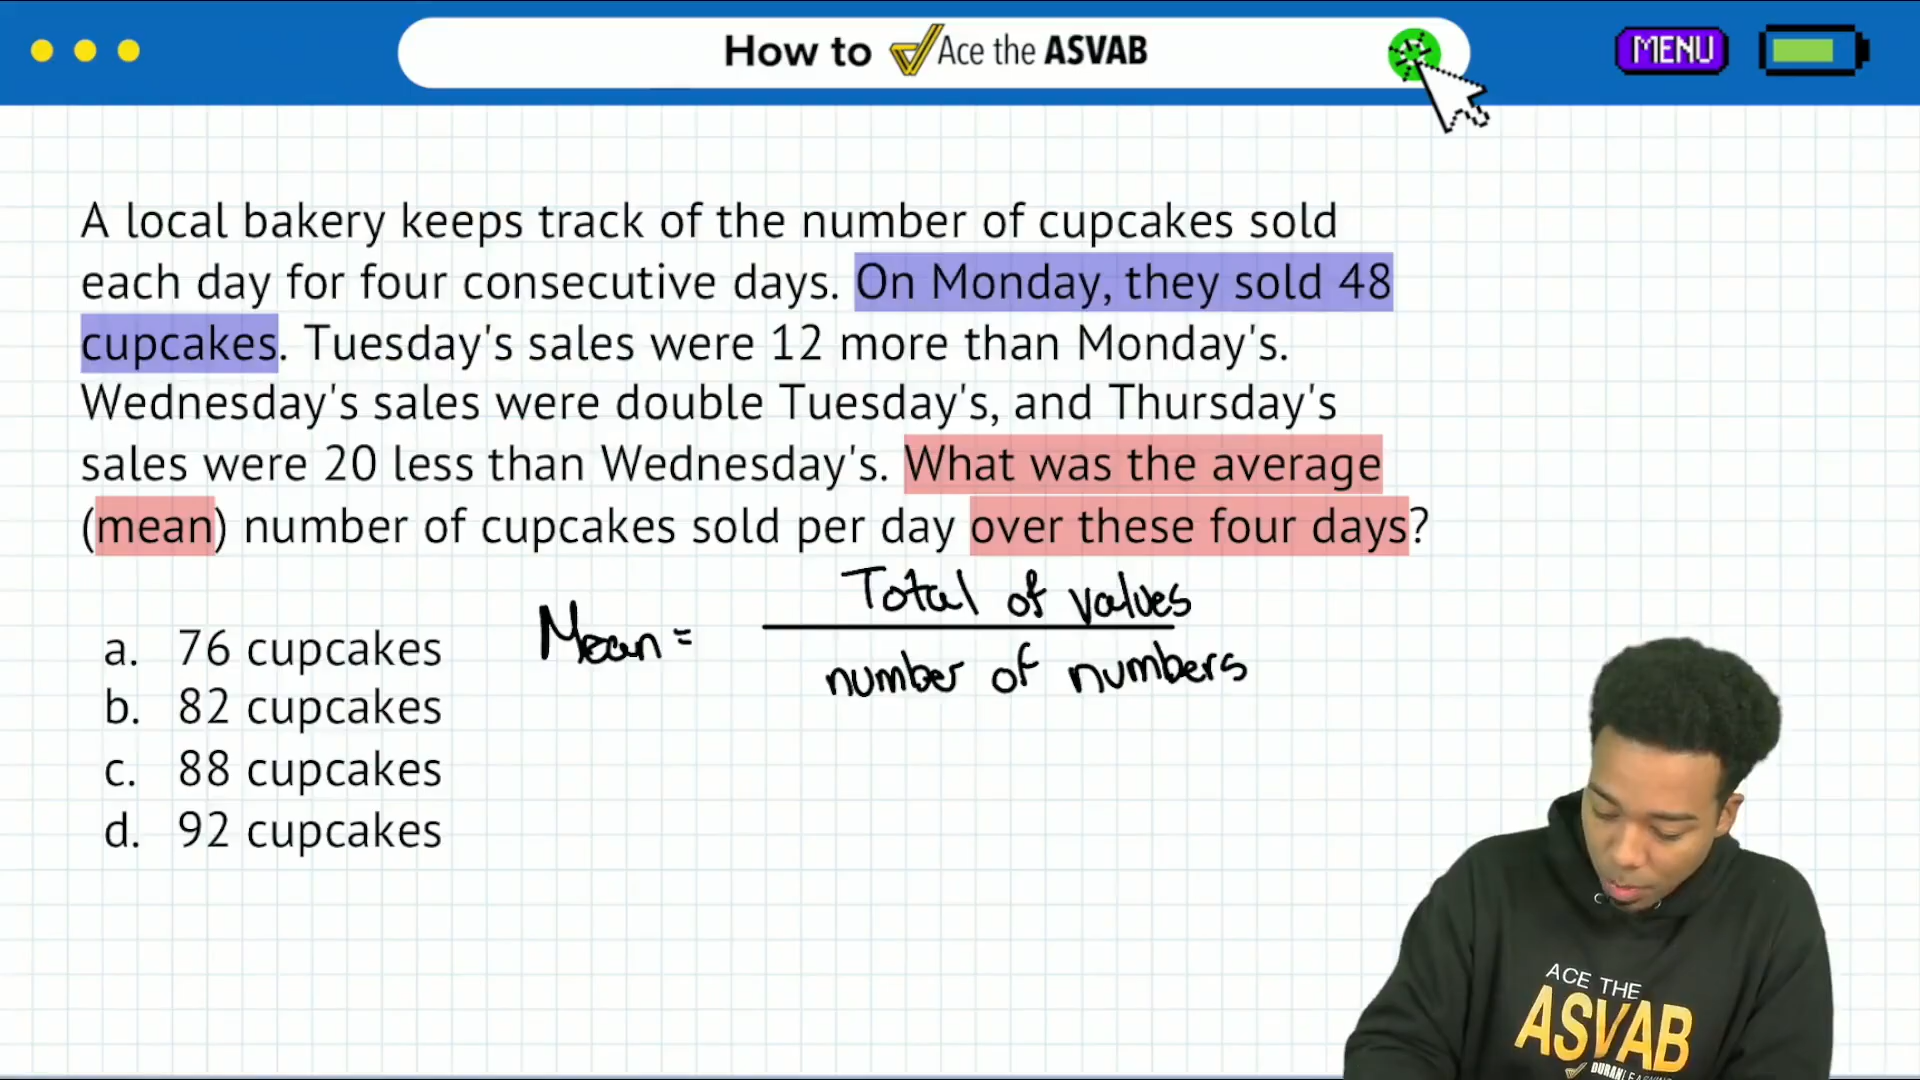 How to Ace the ASVAB
MENU
A local bakery keeps track of the number of cupcakes sold
each day for four consecutive days. On Monday, they sold 48
cupcakes. Tuesday's sales were 12 more than Monday's.
Wednesday's sales were double Tuesday's, and Thursday's
sales were 20 less than Wednesday's. What was the average
(mean) number of cupcakes sold per day over these four days?
Mean = Total of values
number of numbers
a. 76 cupcakes
b. 82 cupcakes
c. 88 cupcakes
d. 92 cupcakes
ACE THE
ASVAB